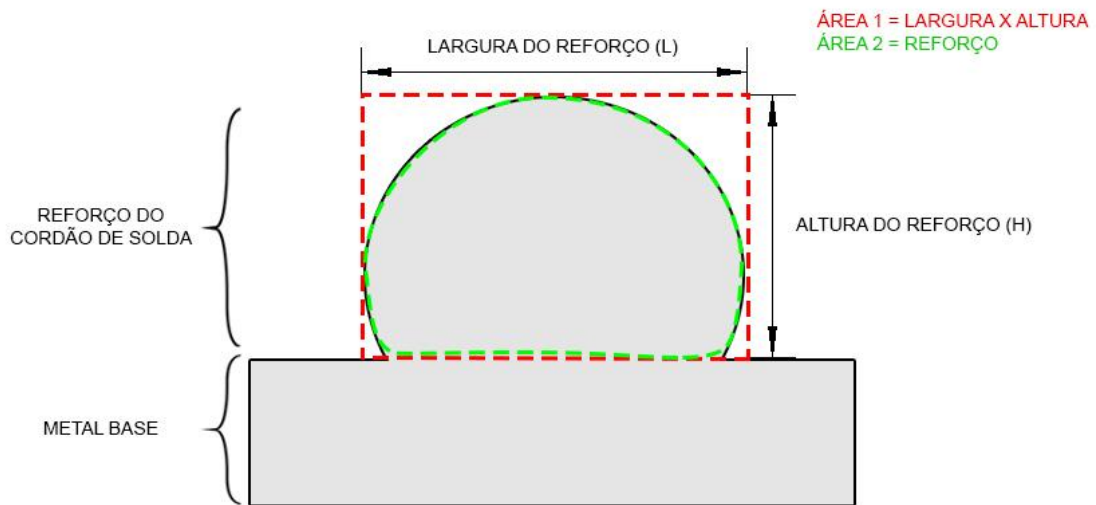 ÁREA 1 = LARGURA X ALTURA
ÁREA 2 = REFORÇO
LARGURA DO REFORÇO (L)
REFORÇO DO
CORDÃO DE SOLDA
ALTURA DO REFORÇO (H)
METAL BASE